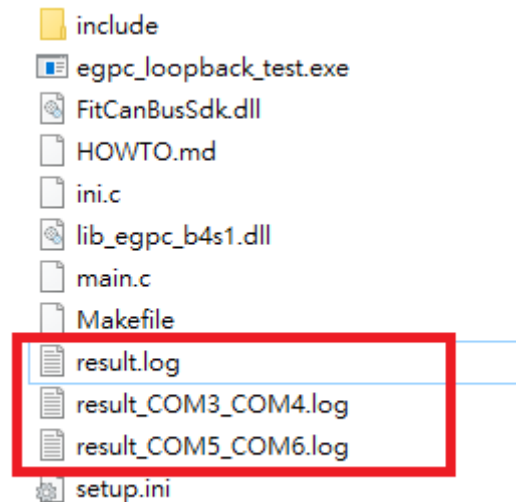 include
egpc_loopback_test.exe
FitCanBusSdk.dll
HOWTO.md
ini.c
lib_egpc_b4s1.dll
main.c
Makefile
result.log
result_COM3_COM4.log
result_COM5_COM6.log
setup.ini